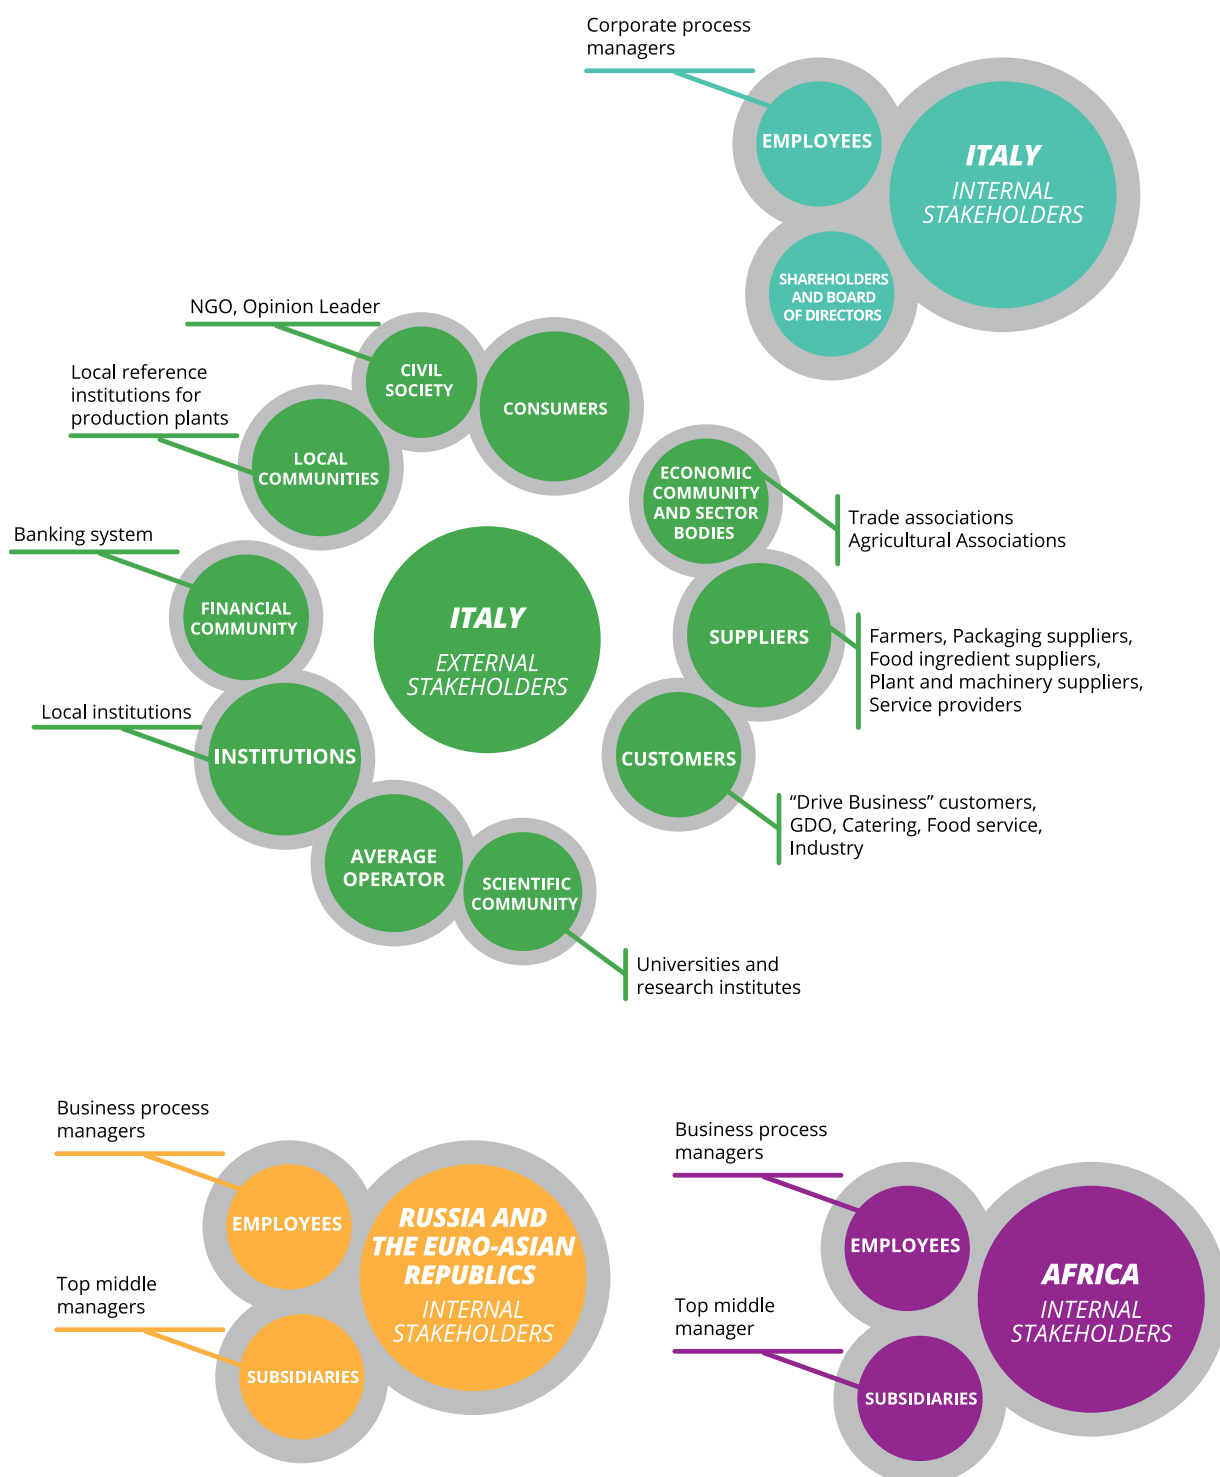 Corporate process
managers
EMPLOYEES
ITALY
INTERNAL
STAKEHOLDERS
SHAREHOLDERS
AND BOARD
OF DIRECTORS
NGO, Opinion Leader
CIVIL
SOCIETY
CONSUMERS
Local reference
institutions for
production plants
LOCAL
COMMUNITIES
ECONOMIC
COMMUNITY
AND SECTOR
BODIES
Trade associations
Agricultural Associations
Banking system
FINANCIAL
COMMUNITY
ITALY
EXTERNAL
STAKEHOLDERS
SUPPLIERS
Farmers, Packaging suppliers,
Food ingredient suppliers,
Plant and machinery suppliers,
Service providers
Local institutions
INSTITUTIONS
CUSTOMERS
“Drive Business” customers,
GDO, Catering, Food service,
Industry
AVERAGE
OPERATOR
SCIENTIFIC
COMMUNITY
Universities and
research institutes
Business process
managers
EMPLOYEES
RUSSIA AND
THE EURO-ASIAN
REPUBLICS
INTERNAL
STAKEHOLDERS
Top middle
managers
SUBSIDIARIES
Business process
managers
EMPLOYEES
AFRICA
INTERNAL
STAKEHOLDERS
Top middle
manager
SUBSIDIARIES